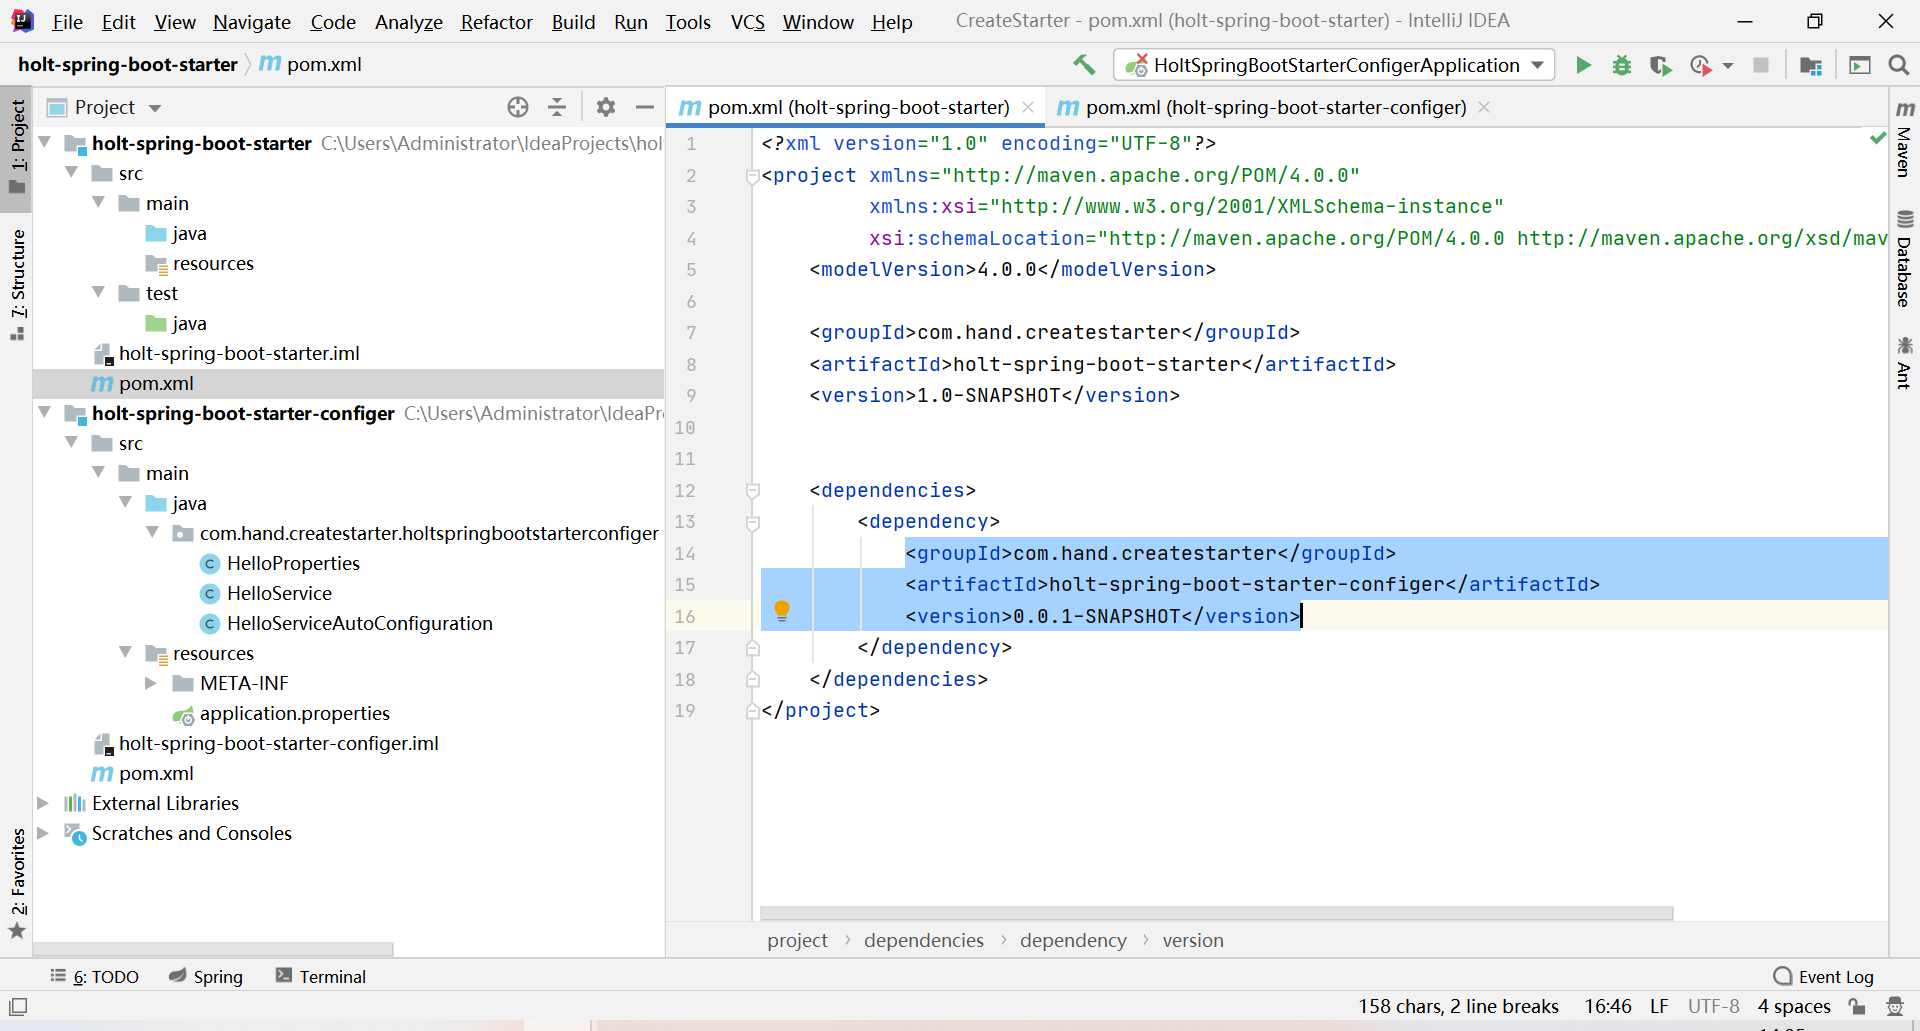 File Edit View Navigate Code Analyze Refactor Build Run Tools VCS Window Help CreateStarter - pom.xml (holt-spring-boot-starter) - IntelliJ IDEA
holt-spring-boot-starter pom.xml HoltSpringBootStarterConfigerApplication
1: Project
7: Structure
2: Favorites
Project
holt-spring-boot-starter C:\Users\Administrator\IdeaProjects\hol
src
main
java
resources
test
java
holt-spring-boot-starter.iml
pom.xml
holt-spring-boot-starter-configer C:\Users\Administrator\IdeaPr
src
main
java
com.hand.createstarter.holtspringbootstarterconfiger
HelloProperties
HelloService
HelloServiceAutoConfiguration
resources
META-INF
application.properties
holt-spring-boot-starter-configer.iml
pom.xml
External Libraries
Scratches and Consoles
pom.xml (holt-spring-boot-starter) pom.xml (holt-spring-boot-starter-configer)
1 <?xml version="1.0" encoding="UTF-8"?>
2 <project xmlns="http://maven.apache.org/POM/4.0.0"
3 xmlns:xsi="http://www.w3.org/2001/XMLSchema-instance"
4 xsi:schemaLocation="http://maven.apache.org/POM/4.0.0 http://maven.apache.org/xsd/mav
5 <modelVersion>4.0.0</modelVersion>
6
7 <groupId>com.hand.createstarter</groupId>
8 <artifactId>holt-spring-boot-starter</artifactId>
9 <version>1.0-SNAPSHOT</version>
10
11
12 <dependencies>
13 <dependency>
14 <groupId>com.hand.createstarter</groupId>
15 <artifactId>holt-spring-boot-starter-configer</artifactId>
16 <version>0.0.1-SNAPSHOT</version>
17 </dependency>
18 </dependencies>
19 </project>
project dependencies dependency version
Maven
Database
Ant
6: TODO Spring Terminal Event Log
158 chars, 2 line breaks 16:46 LF UTF-8 4 spaces